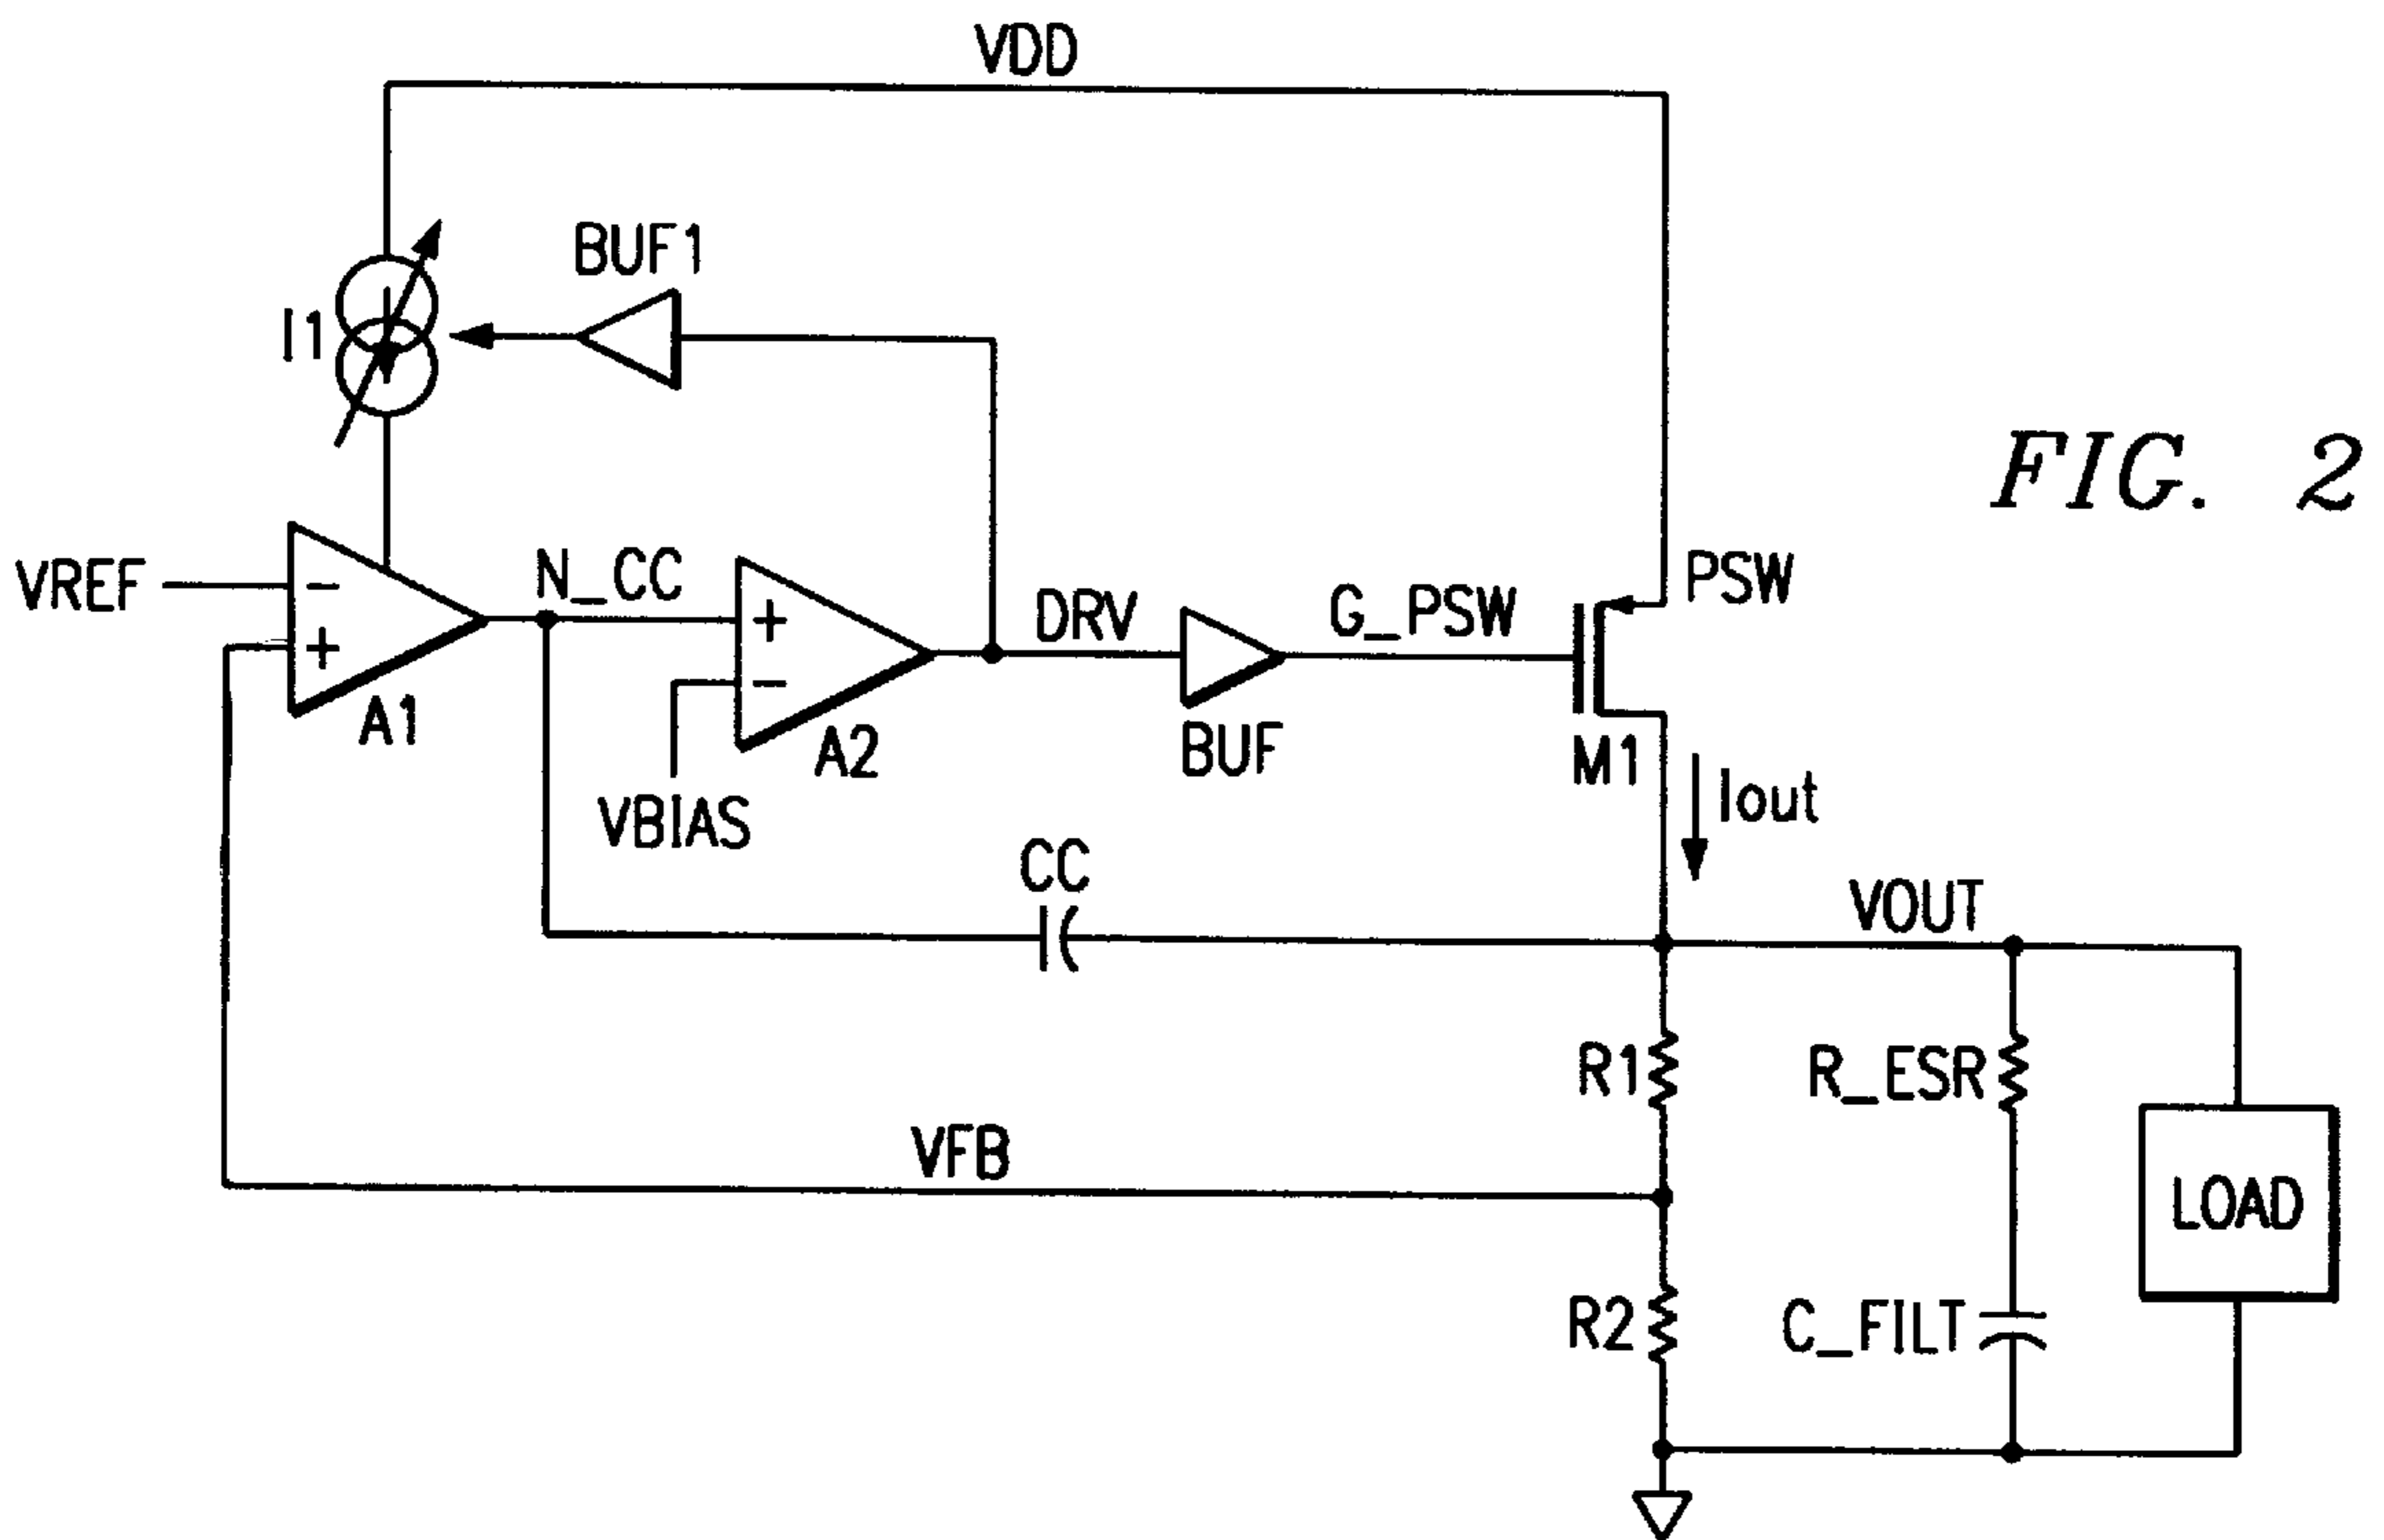 VDD
BUF1
I1
FIG. 2
VREF
−
+
A1
N_CC
+
−
A2
VBIAS
DRV
BUF
G_PSW
PSW
M1
Iout
CC
VOUT
R1
R_ESR
VFB
LOAD
R2
C_FILT